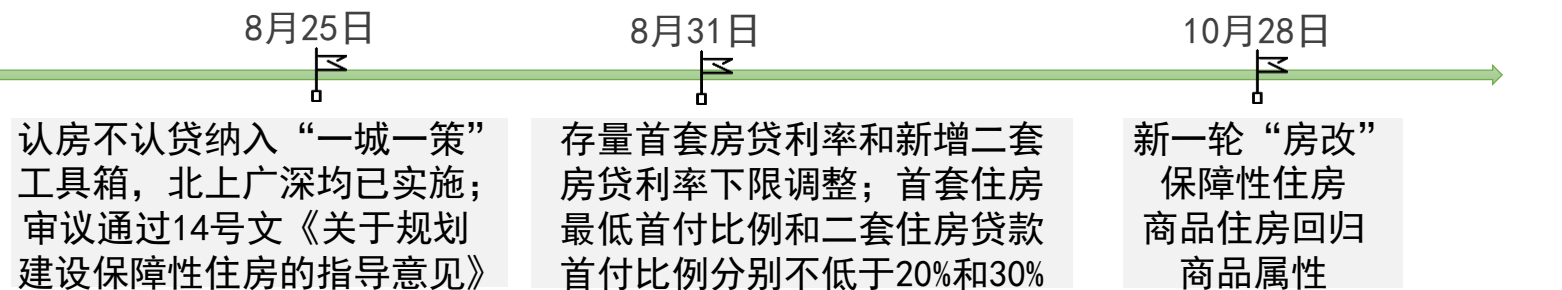 8月25日
认房不认贷纳入“一城一策”
工具箱，北上广深均已实施；
审议通过14号文《关于规划
建设保障性住房的指导意见》
8月31日
存量首套房贷利率和新增二套
房贷利率下限调整；首套住房
最低首付比例和二套住房贷款
首付比例分别不低于20%和30%
10月28日
新一轮“房改”
保障性住房
商品住房回归
商品属性